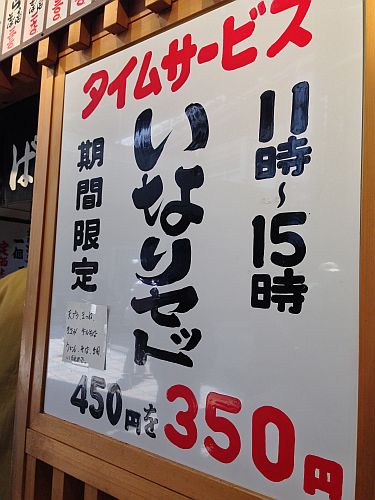 タイムサービス
11時~15時
いなりセット
期間限定
450円を350円
ば